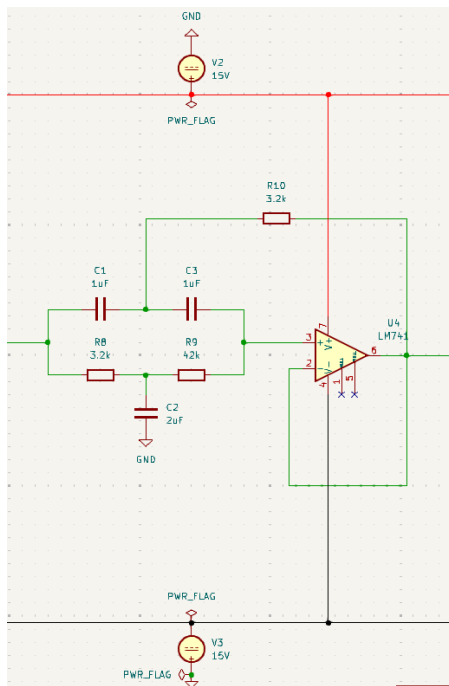 GND
V2
15V
PWR_FLAG
R10
3.2k
C1
1uF
C3
1uF
R8
3.2k
R9
42k
C2
2uF
GND
U4
LM741
3
2
7
6
4
1
5
+
-
V+
V-
PWR_FLAG
V3
15V
PWR_FLAG